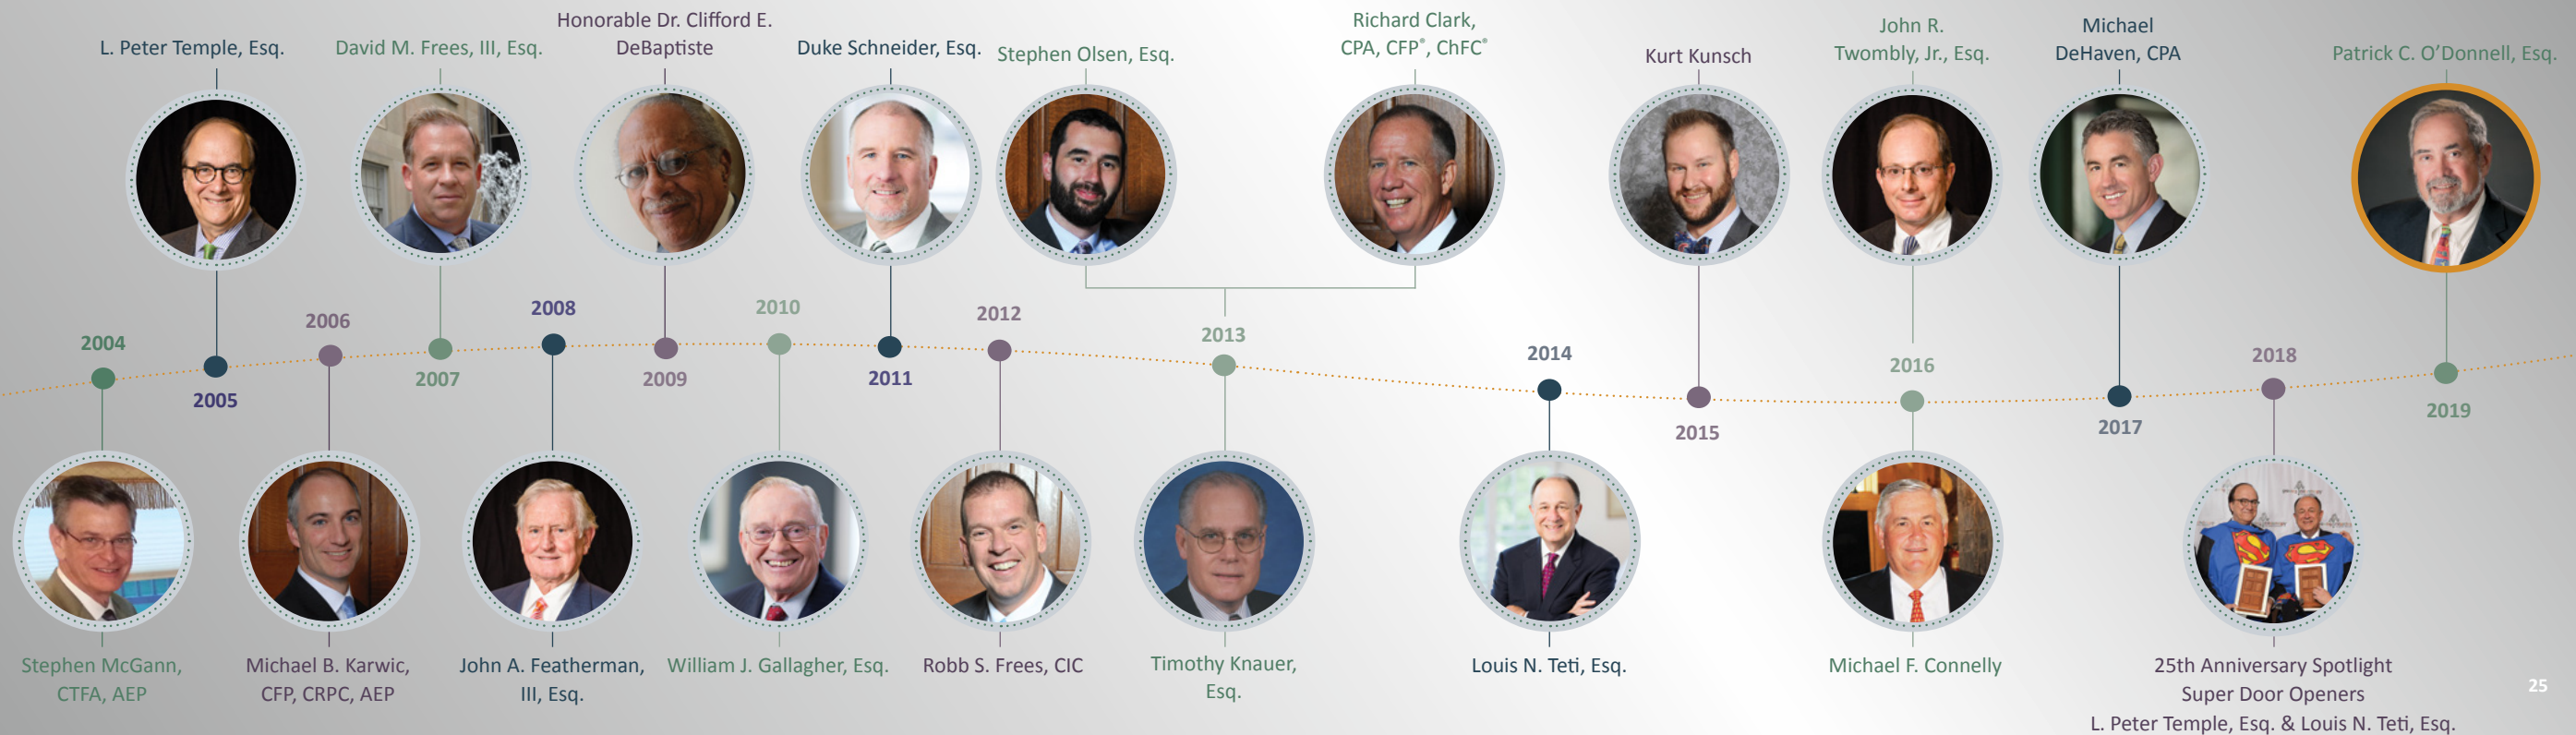 L. Peter Temple, Esq.
David M. Frees, III, Esq.
Honorable Dr. Clifford E.
DeBaptiste
Duke Schneider, Esq.
Stephen Olsen, Esq.
Richard Clark,
CPA, CFP®, ChFC®
Kurt Kunsch
John R.
Twombly, Jr., Esq.
Michael
DeHaven, CPA
Patrick C. O’Donnell, Esq.
2004
2005
2006
2007
2008
2009
2010
2011
2012
2013
2014
2015
2016
2017
2018
2019
Stephen McGann,
CTFA, AEP
Michael B. Karwic,
CFP, CRPC, AEP
John A. Featherman,
III, Esq.
William J. Gallagher, Esq.
Robb S. Frees, CIC
Timothy Knauer,
Esq.
Louis N. Teti, Esq.
Michael F. Connelly
25th Anniversary Spotlight
Super Door Openers
L. Peter Temple, Esq. & Louis N. Teti, Esq.
25